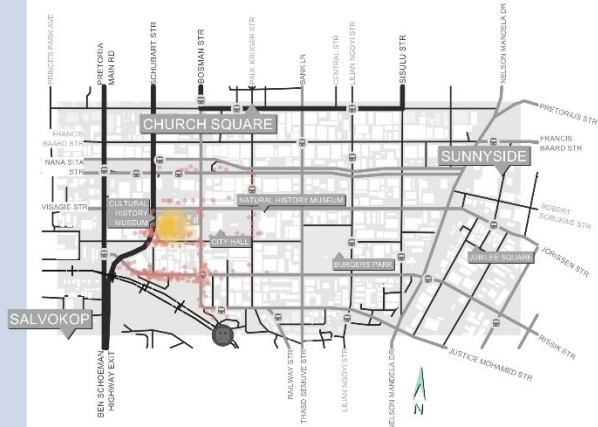 PRINCE'S PARK AVE
PRETORIA
MAIN RD
SCHUBART STR
BOSMAN STR
PAUL KRUGER STR
BANK LN
CENTRAL STR
LILIAN NGOYI STR
SISULU STR
NELSON MANDELA DR
PRETORIUS STR
CHURCH SQUARE
FRANCIS
BAARD STR
FRANCIS
BAARD STR
SUNNYSIDE
NANA SITA
STR
VISAGIE STR
CULTURAL
HISTORY
MUSEUM
NATURAL HISTORY MUSEUM
ROBERT
SOBUKWE STR
CITY HALL
JORISSEN STR
JUBILEE SQUARE
BURGERS PARK
SALVOKOP
RISSIK STR
JUSTICE MOHAMED STR
BEN SCHOEMAN
HIGHWAY EXIT
RAILWAY STR
THABO SEMUVE STR
LILIAN NGOYI STR
NELSON MANDELA DR
N